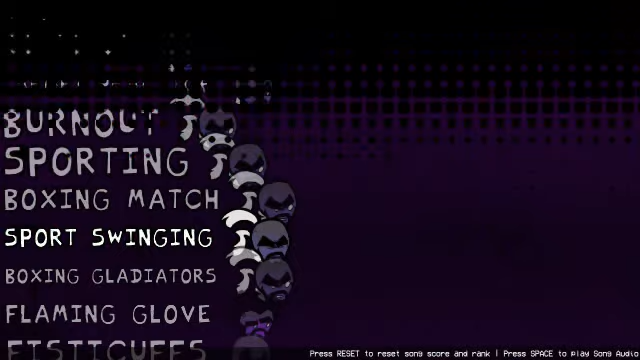 BURNOUT
SPORTING
BOXING MATCH
SPORT SWINGING
BOXING GLADIATORS
FLAMING GLOVE
FISTICUFFS
Press RESET to reset song score and rank | Press SPACE to play Song Audio